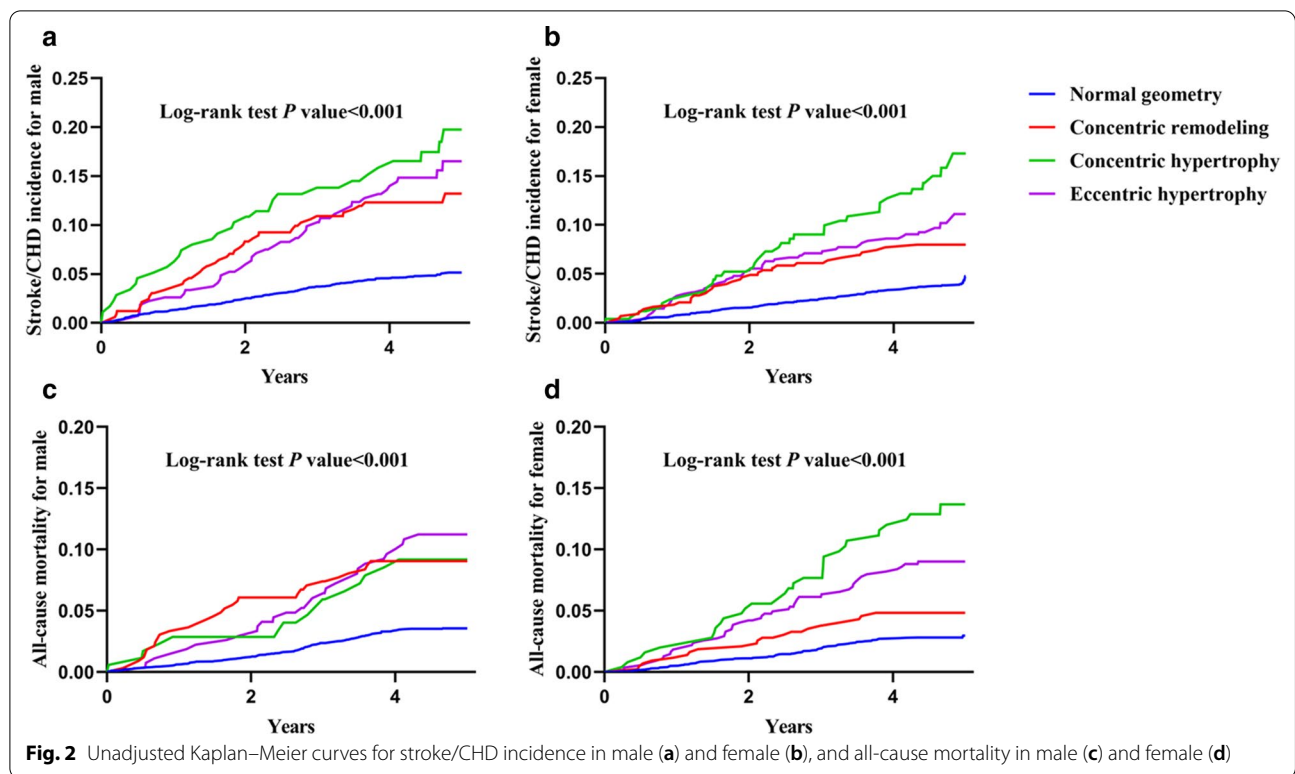 a
Stroke/CHD incidence for male
0.25
0.20
0.15
0.10
0.05
0.00
Log-rank test P value<0.001
0
2
4
Years
b
Stroke/CHD incidence for female
0.25
0.20
0.15
0.10
0.05
0.00
Log-rank test P value<0.001
0
2
4
Years
Normal geometry
Concentric remodeling
Concentric hypertrophy
Eccentric hypertrophy
c
All-cause mortality for male
0.20
0.15
0.10
0.05
0.00
Log-rank test P value<0.001
0
2
4
Years
d
All-cause mortality for female
0.20
0.15
0.10
0.05
0.00
Log-rank test P value<0.001
0
2
4
Years
Fig. 2 Unadjusted Kaplan–Meier curves for stroke/CHD incidence in male (a) and female (b), and all-cause mortality in male (c) and female (d)